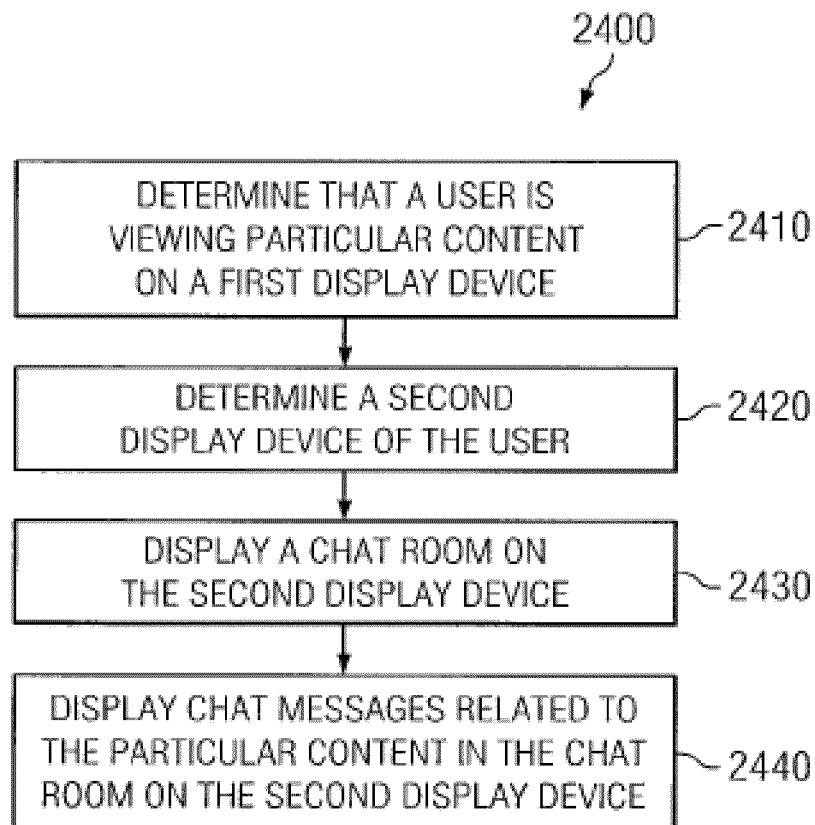 2400
DETERMINE THAT A USER IS
VIEWING PARTICULAR CONTENT
ON A FIRST DISPLAY DEVICE
2410
DETERMINE A SECOND
DISPLAY DEVICE OF THE USER
2420
DISPLAY A CHAT ROOM ON
THE SECOND DISPLAY DEVICE
2430
DISPLAY CHAT MESSAGES RELATED TO
THE PARTICULAR CONTENT IN THE CHAT
ROOM ON THE SECOND DISPLAY DEVICE
2440